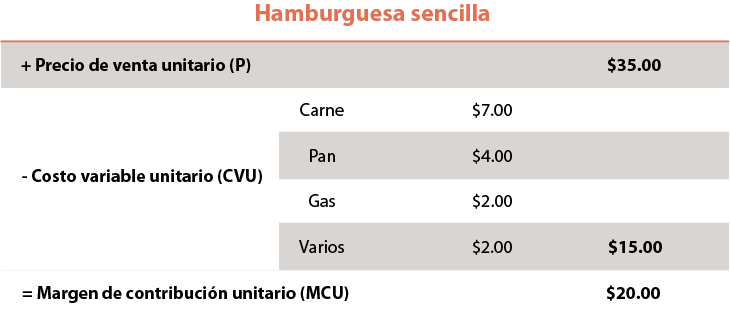 Hamburguesa sencilla
+ Precio de venta unitario (P) $35.00
Carne $7.00
Pan $4.00
- Costo variable unitario (CVU)
Gas $2.00
Varios $2.00 $15.00
= Margen de contribución unitario (MCU) $20.00